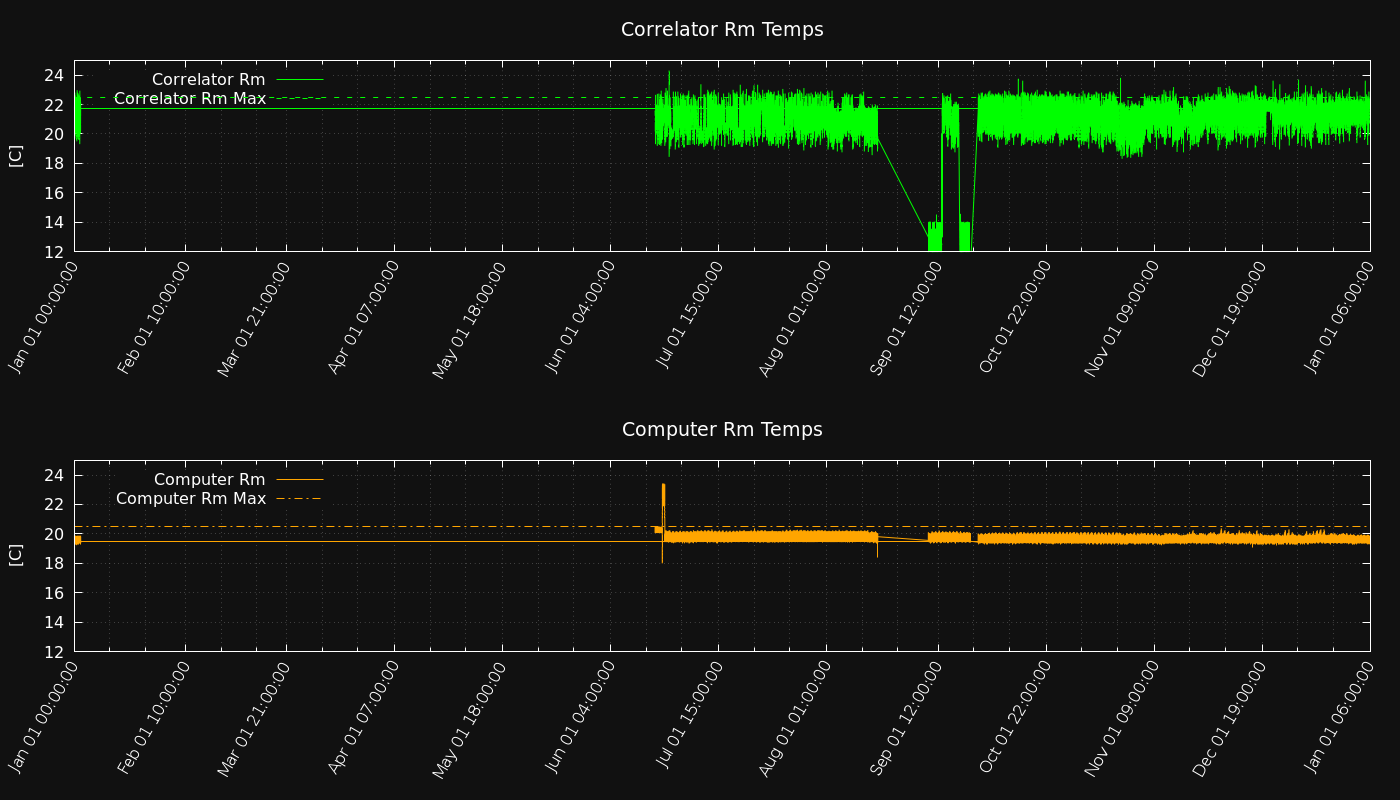 Correlator Rm Temps
Correlator Rm
Correlator Rm Max
[C]
24
22
20
18
16
14
12
Jan 01 00:00:00
Feb 01 10:00:00
Mar 01 21:00:00
Apr 01 07:00:00
May 01 18:00:00
Jun 01 04:00:00
Jul 01 15:00:00
Aug 01 01:00:00
Sep 01 12:00:00
Oct 01 22:00:00
Nov 01 09:00:00
Dec 01 19:00:00
Jan 01 06:00:00
Computer Rm Temps
Computer Rm
Computer Rm Max
[C]
24
22
20
18
16
14
12
Jan 01 00:00:00
Feb 01 10:00:00
Mar 01 21:00:00
Apr 01 07:00:00
May 01 18:00:00
Jun 01 04:00:00
Jul 01 15:00:00
Aug 01 01:00:00
Sep 01 12:00:00
Oct 01 22:00:00
Nov 01 09:00:00
Dec 01 19:00:00
Jan 01 06:00:00